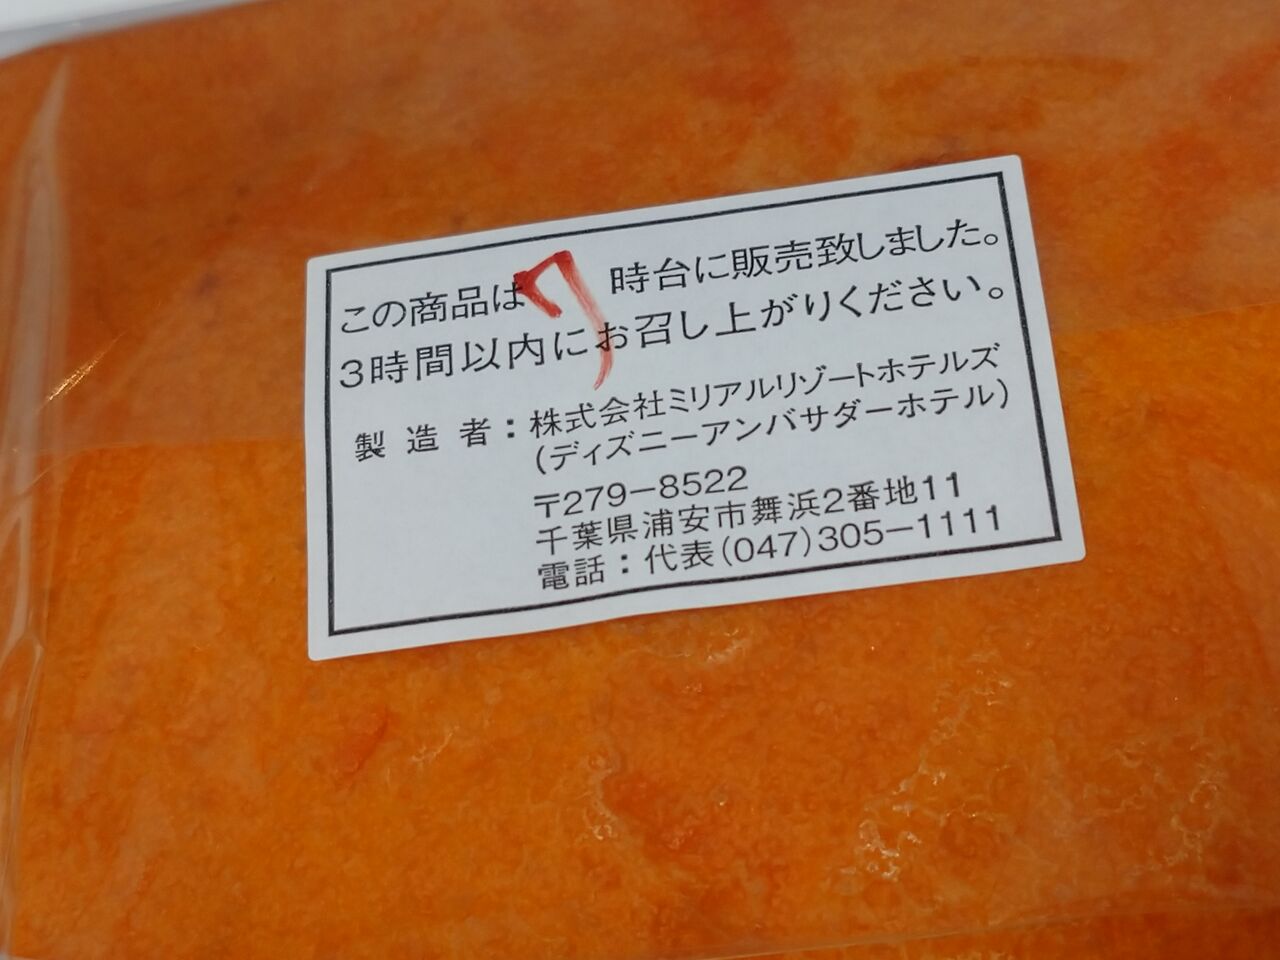 この商品は7時台に販売致しました。
3時間以内にお召し上がりください。
製造者：株式会社ミリアルリゾートホテルズ
(ディズニーアンバサダーホテル)
〒279-8522
千葉県浦安市舞浜2番地11
電話：代表(047)305-1111